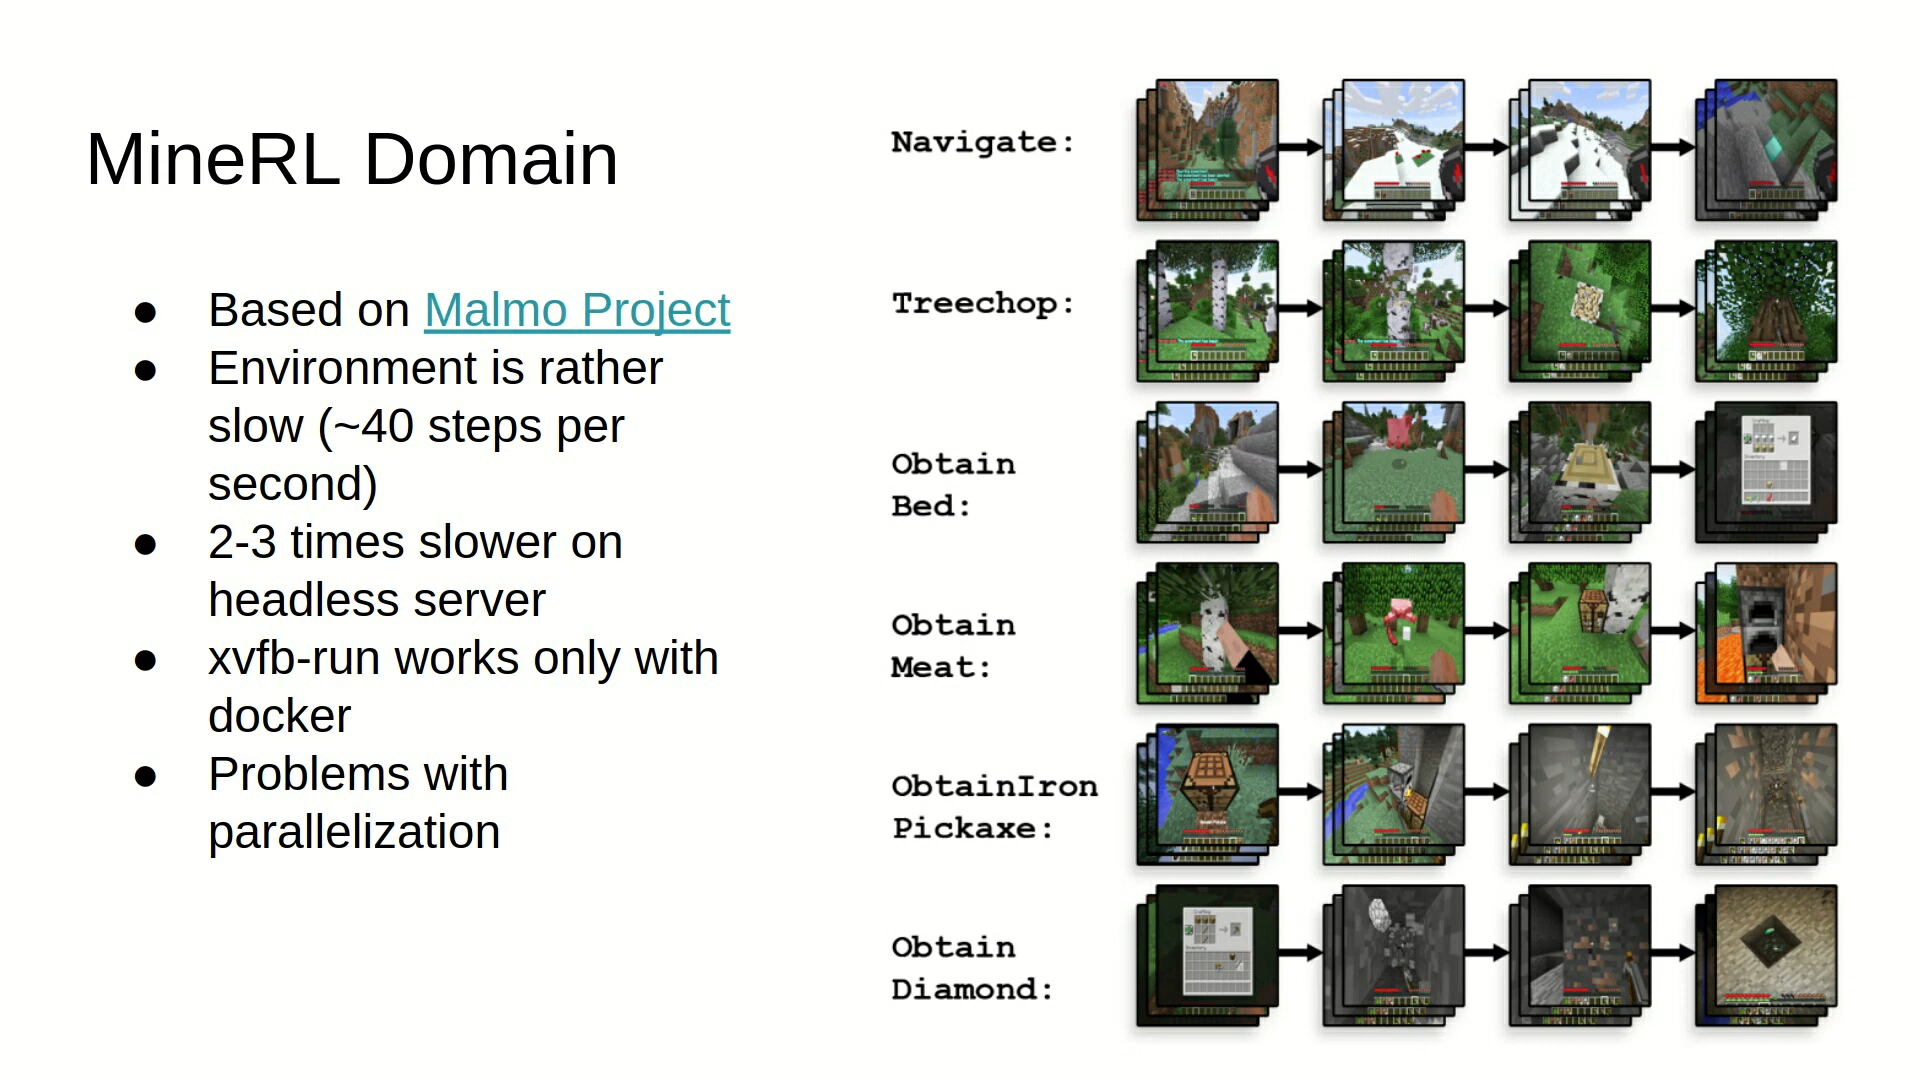 MineRL Domain
● Based on Malmo Project
● Environment is rather
slow (~40 steps per
second)
● 2-3 times slower on
headless server
● xvfb-run works only with
docker
● Problems with
parallelization
Navigate:
Treechop:
Obtain
Bed:
Obtain
Meat:
ObtainIron
Pickaxe:
Obtain
Diamond: